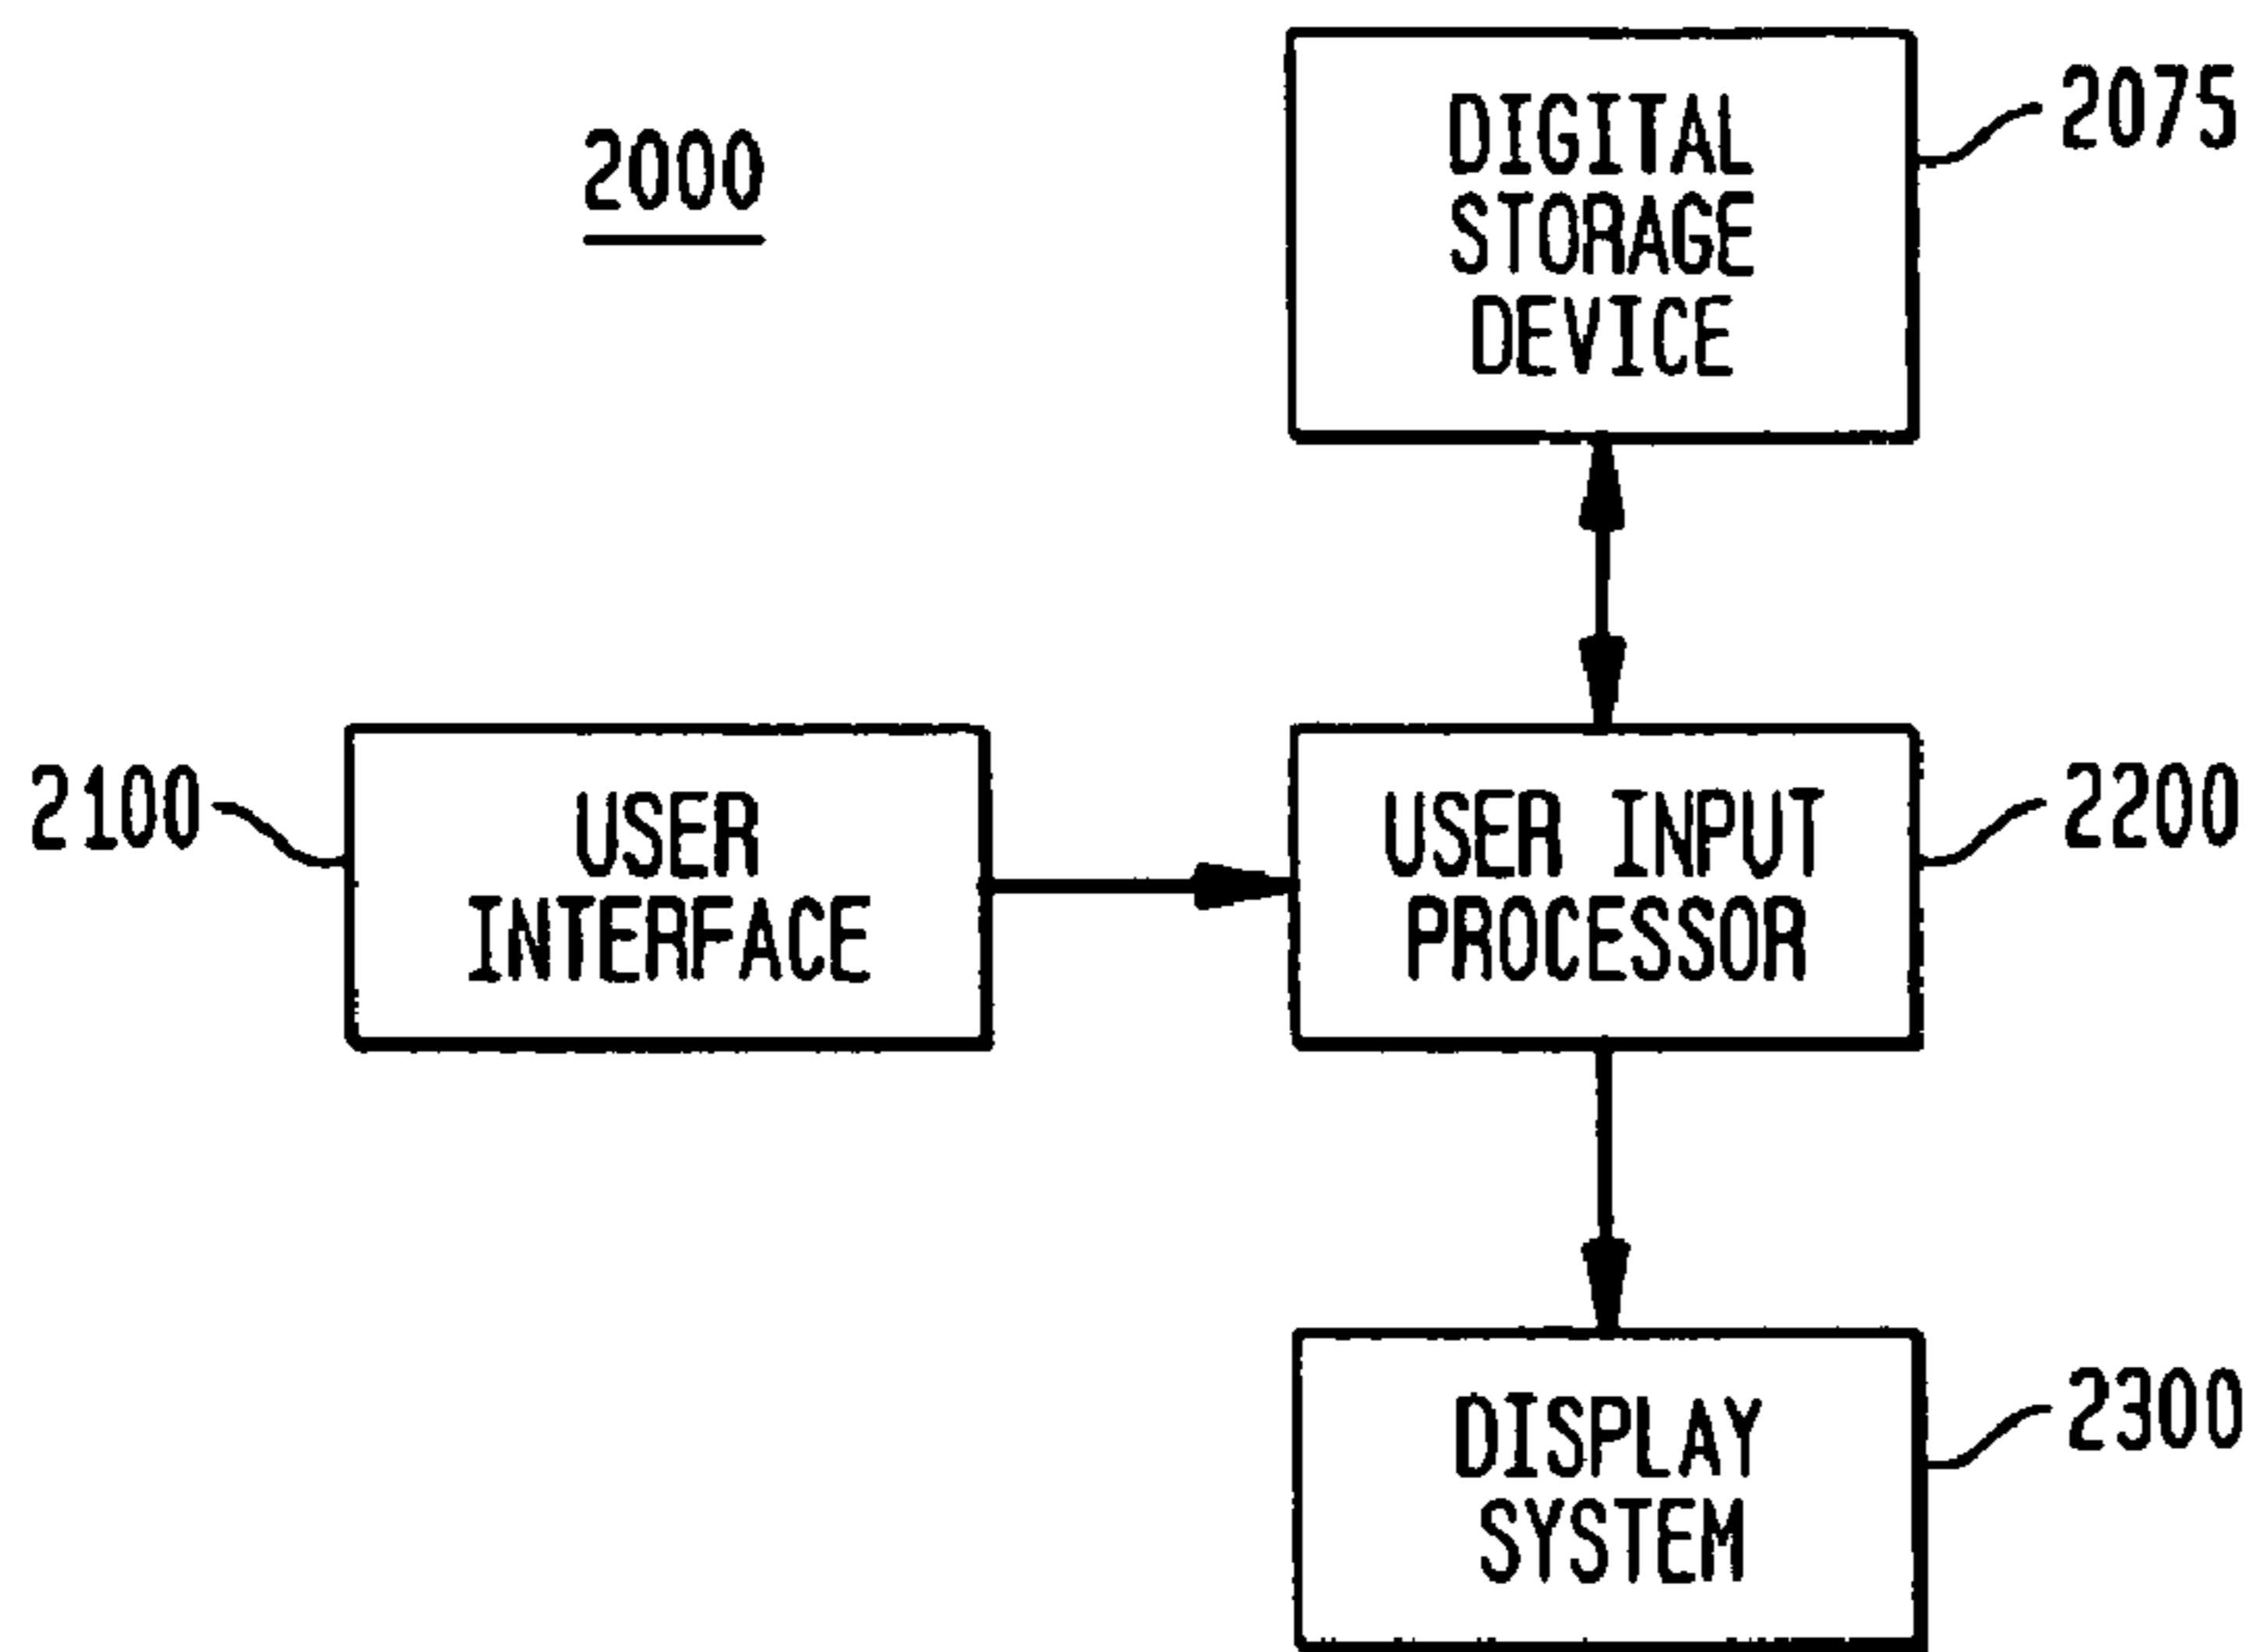 2000
DIGITAL
STORAGE
DEVICE
2075
2100
USER
INTERFACE
USER INPUT
PROCESSOR
2200
DISPLAY
SYSTEM
2300